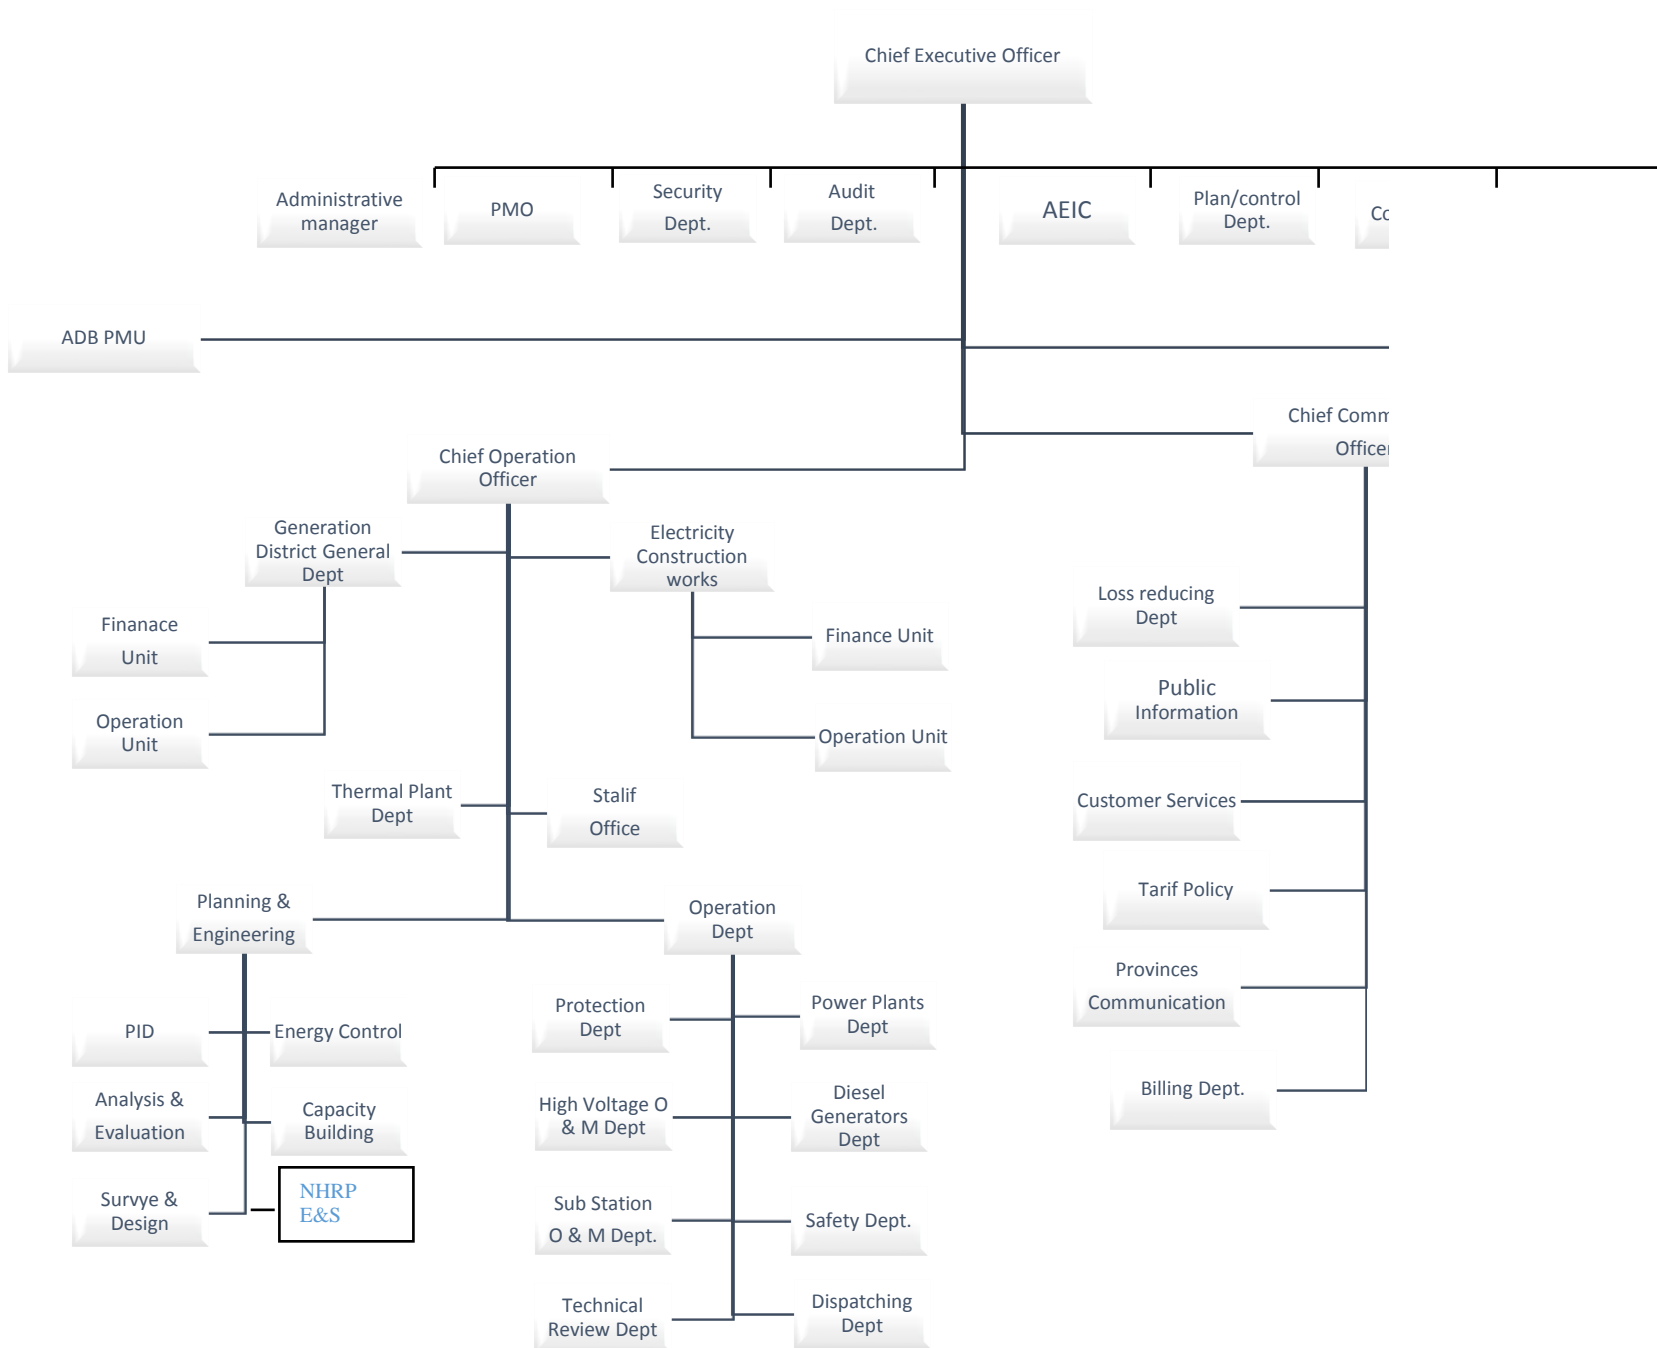 Chief Executive Officer
Administrative
manager
PMO
Security
Dept.
Audit
Dept.
AEIC
Plan/control
Dept.
ADB PMU
Chief Operation
Officer
Chief
Generation
District General
Dept
Electricity
Construction
works
Finanace
Unit
Operation
Unit
Finance Unit
Operation Unit
Thermal Plant
Dept
Stalif
Office
Planning &
Engineering
Operation
Dept
PID
Energy Control
Analysis &
Evaluation
Capacity
Building
Survye &
Design
NHRP
E&S
Protection
Dept
Power Plants
Dept
High Voltage O
& M Dept
Diesel
Generators
Dept
Sub Station
O & M Dept.
Safety Dept.
Technical
Review Dept
Dispatching
Dept
Loss reducing
Dept
Public
Information
Customer Services
Tarif Policy
Provinces
Communication
Billing Dept.